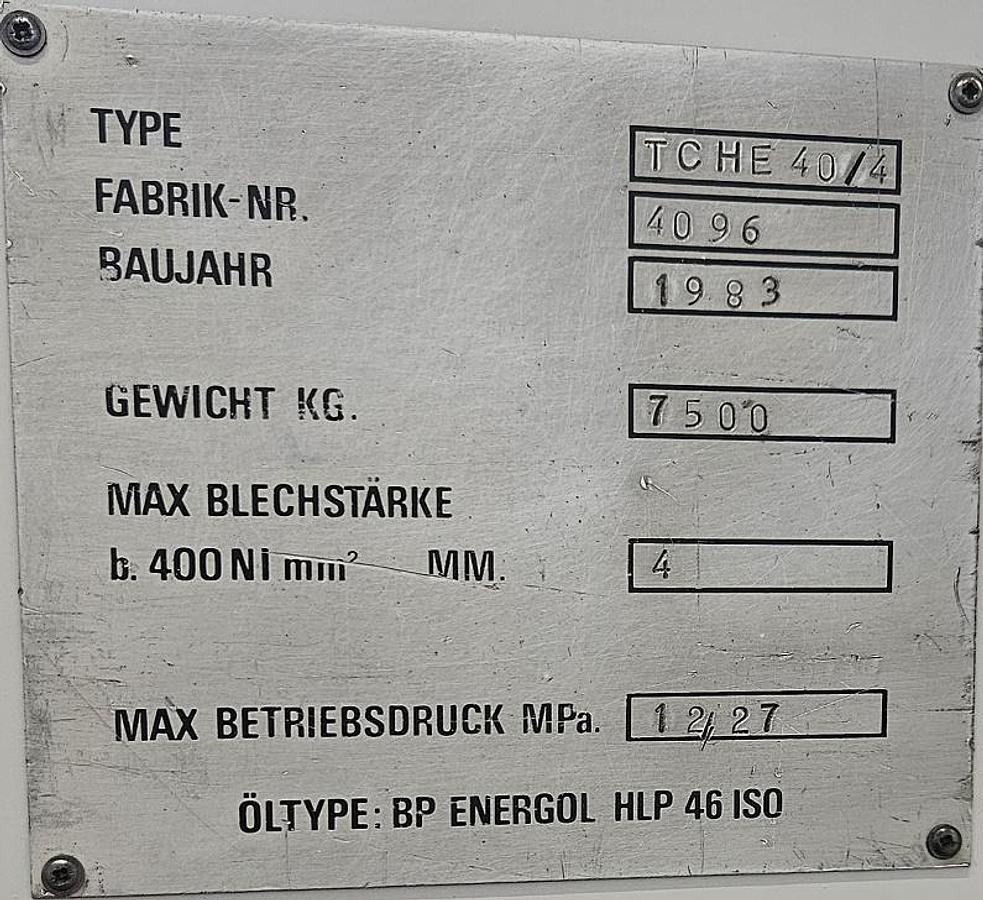 TYPE TCHE 40/4
FABRIK-NR. 4096
BAUJAHR 1983
GEWICHT KG. 7500
MAX BLECHSTÄRKE
b. 400 N i mm² MM. 4
MAX BETRIEBSDRUCK MPa. 12,27
ÖLTYPE: BP ENERGOL HLP 46 ISO